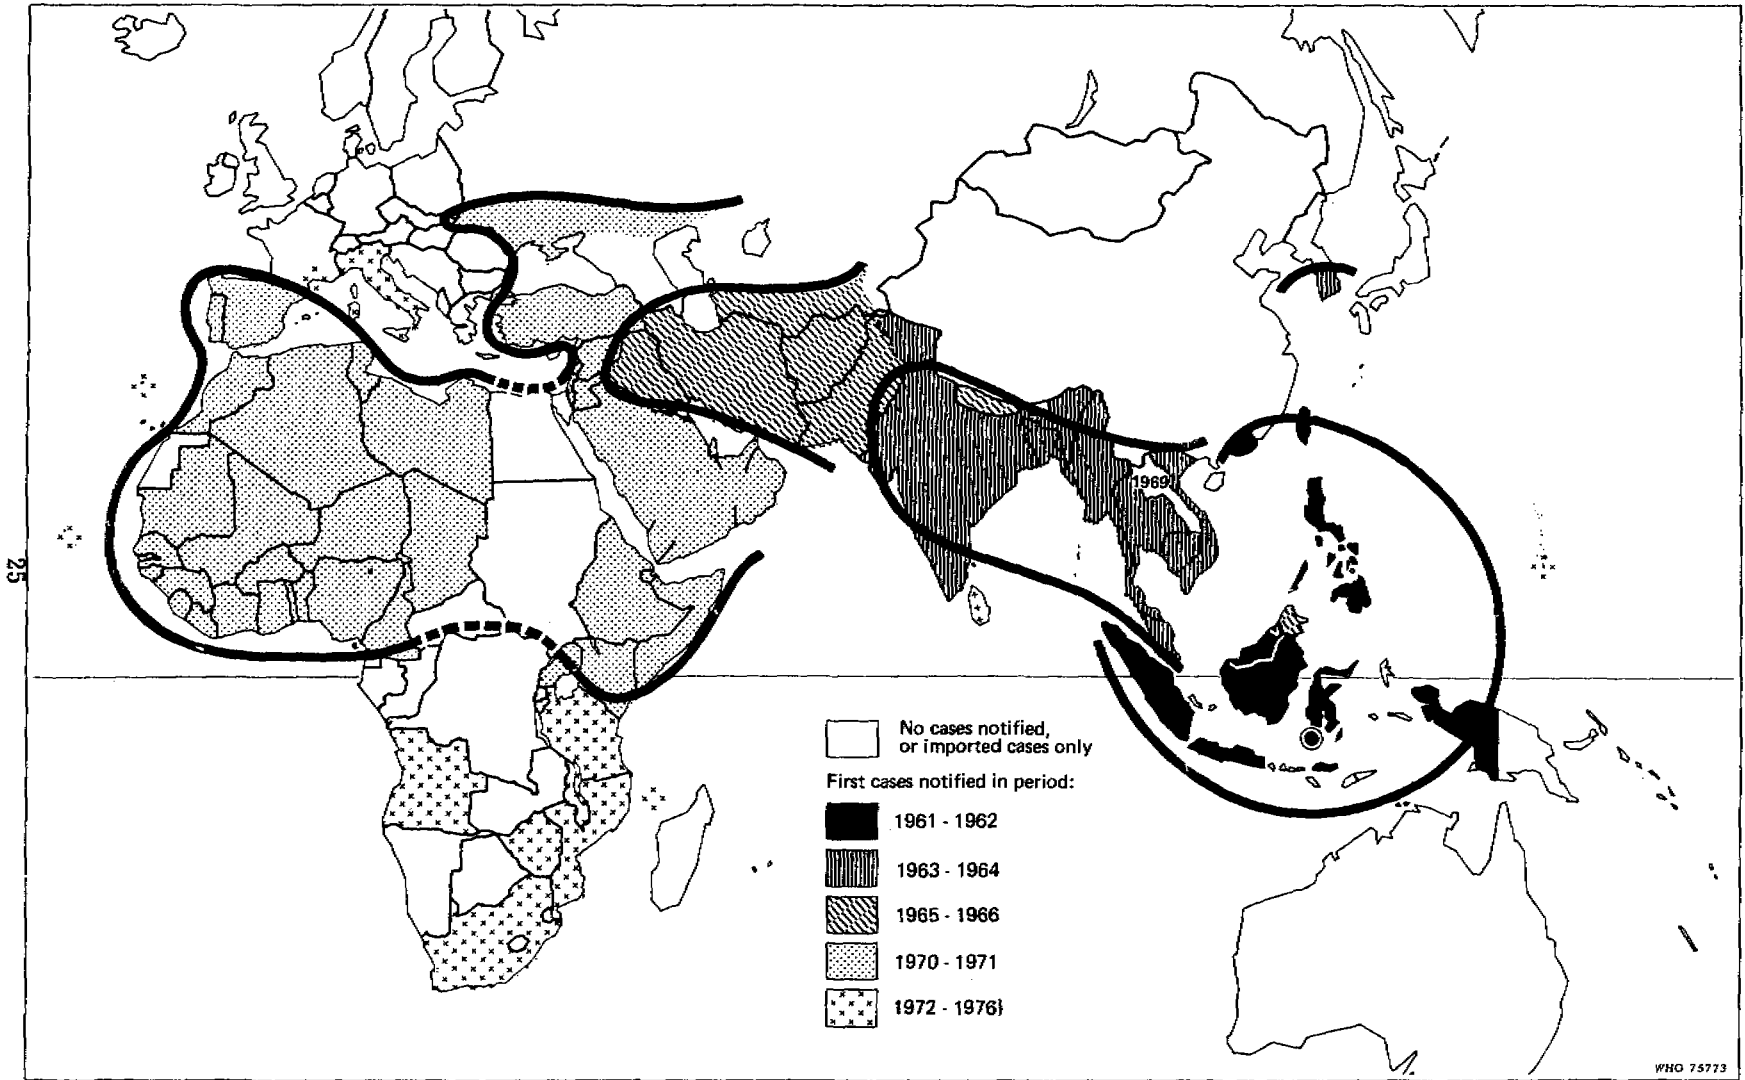 1969
25
No cases notified,
or imported cases only
First cases notified in period:
1961 - 1962
1963 - 1964
1965 - 1966
1970 - 1971
1972 - 1976
WHO 75773